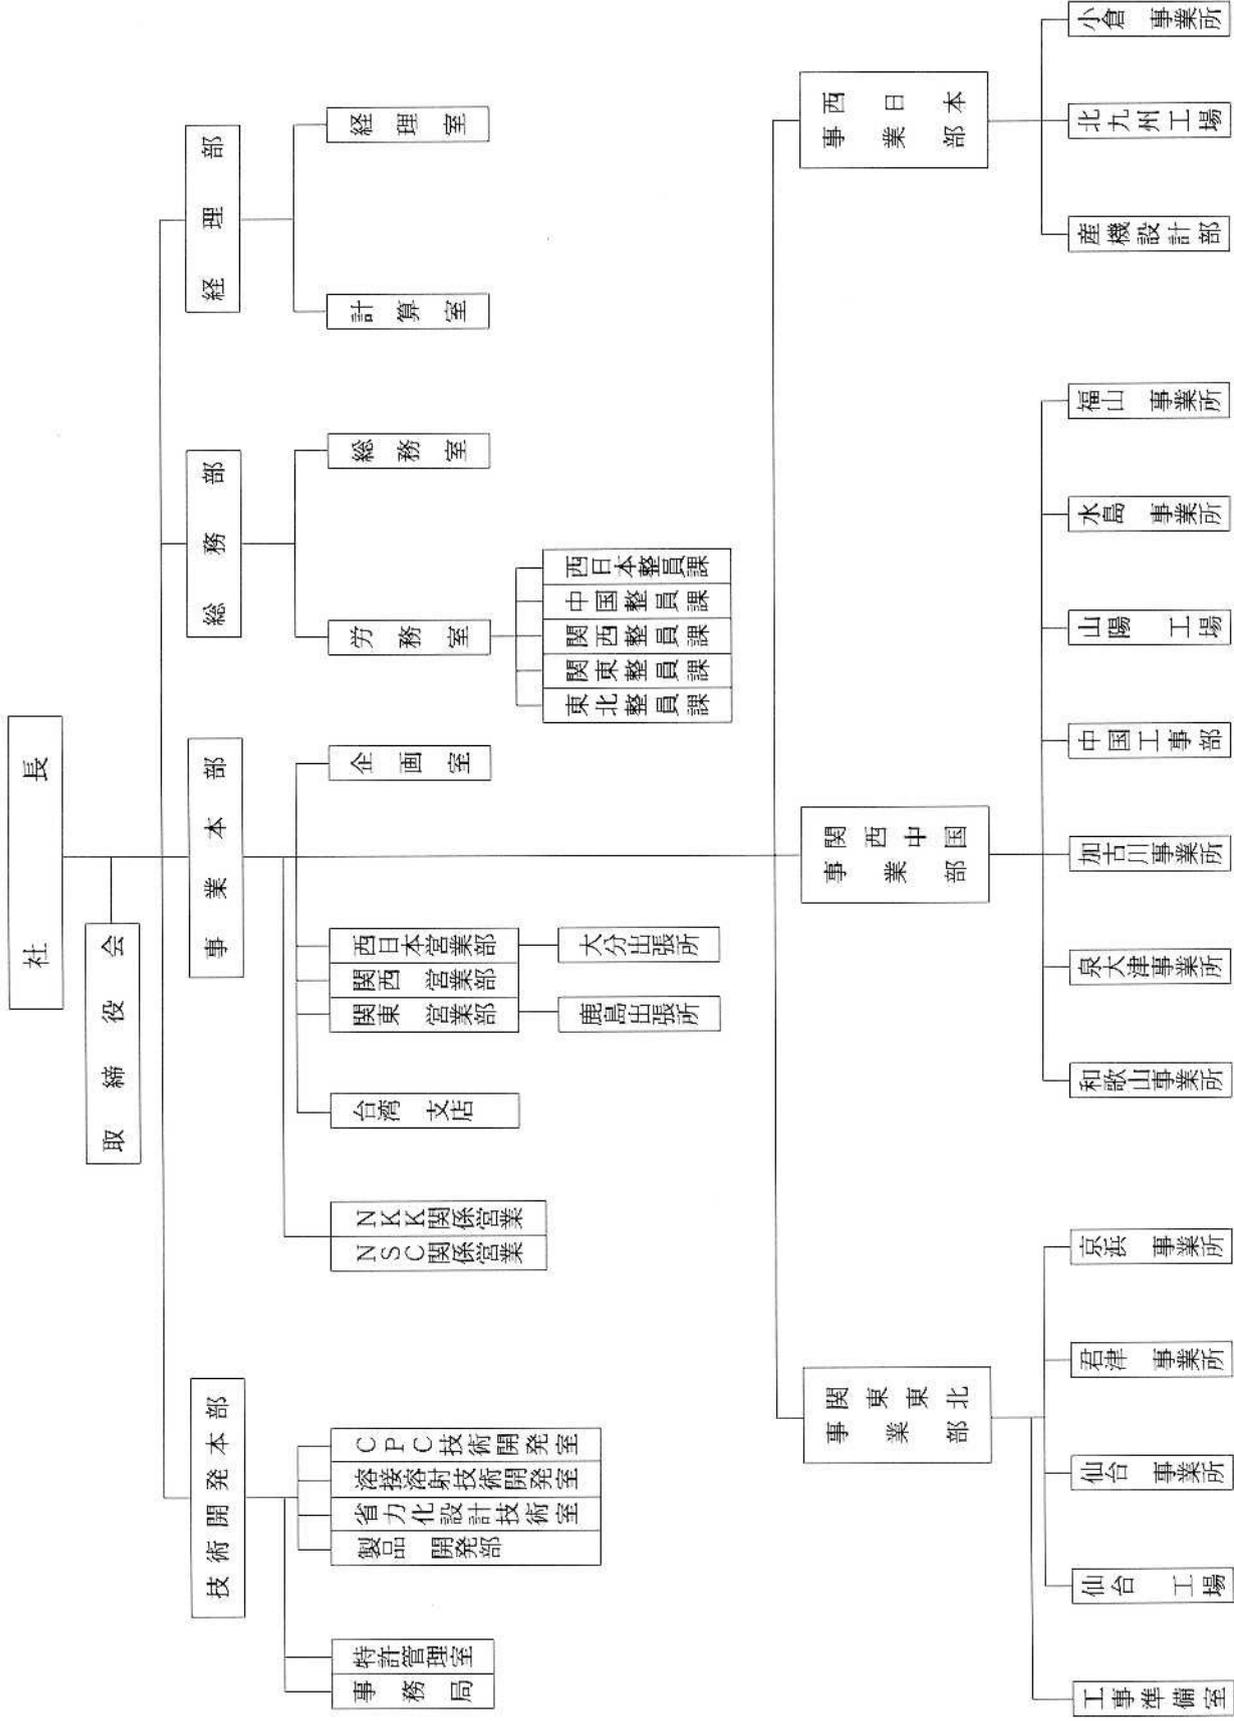 社長
取締役会
経理部
総務部
事業本部
技術開発本部
経理室
計算室
総務室
労務室
西日本整員課
中国整員課
関西整員課
関東整員課
東北整員課
企画室
西日本営業部
関西営業部
関東営業部
大分出張所
鹿島出張所
台湾支店
NKK関係営業
NSC関係営業
CPC技術開発室
溶接溶射技術開発室
省力化設計技術室
製品開発部
特許管理室
事務局
西日本
事業部
関西中国
事業部
関東東北
事業部
小倉事業所
北九州工場
産機設計部
福山事業所
水島事業所
山陽工場
中国工事部
加古川事業所
泉大津事業所
和歌山事業所
京浜事業所
君津事業所
仙台事業所
仙台工場
工事準備室